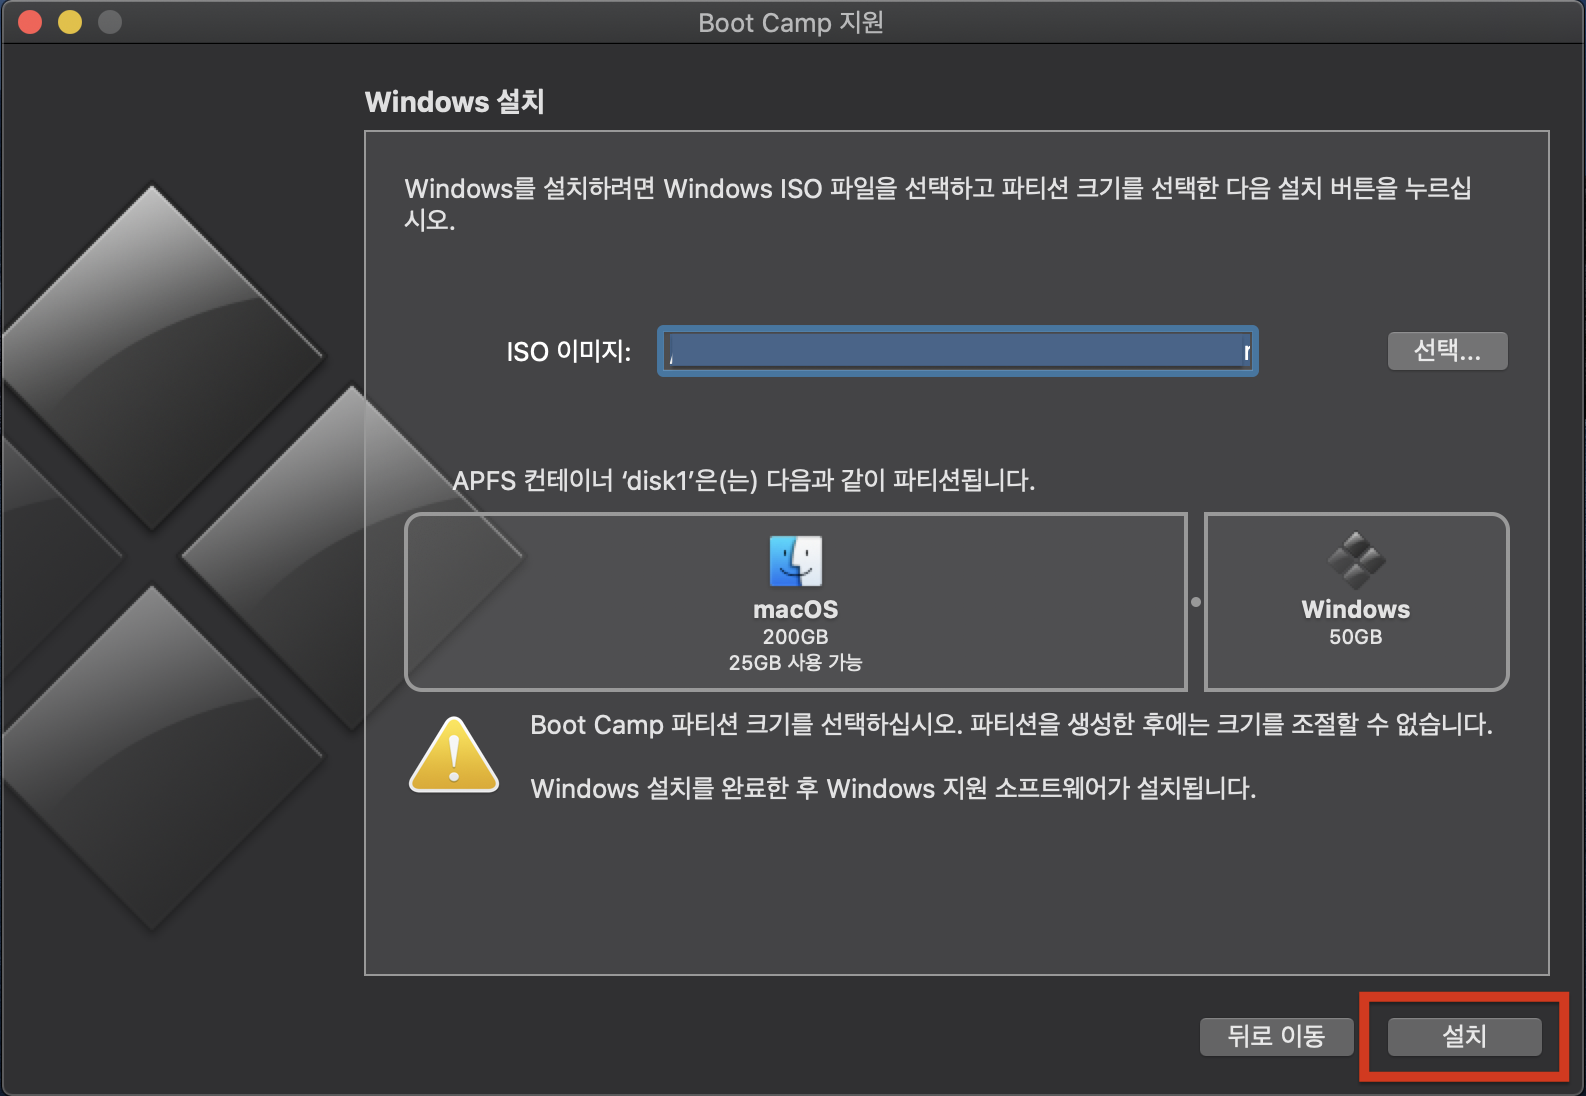 Boot Camp 지원
Windows 설치
Windows를 설치하려면 Windows ISO 파일을 선택하고 파티션 크기를 선택한 다음 설치 버튼을 누르십
시오.
ISO 이미지:
선택...
APFS 컨테이너 ‘disk1’은(는) 다음과 같이 파티션됩니다.
macOS
200GB
25GB 사용 가능
Windows
50GB
Boot Camp 파티션 크기를 선택하십시오. 파티션을 생성한 후에는 크기를 조절할 수 없습니다.
Windows 설치를 완료한 후 Windows 지원 소프트웨어가 설치됩니다.
뒤로 이동
설치